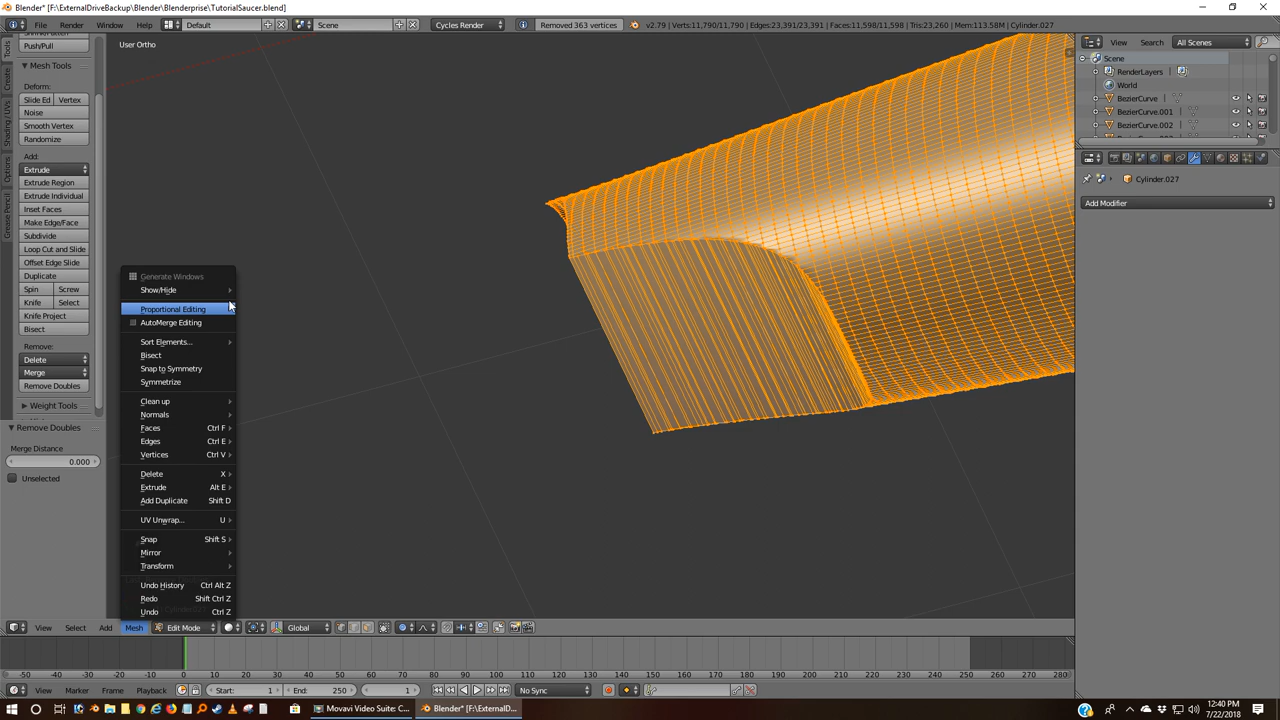 Blender* [F:\ExternalDriveBackup\Blender\Blenderprise\TutorialSaucer.blend]
File Render Window Help Default Scene Cycles Render Removed 363 vertices v2.79 | Verts:11,790/11,790 | Edges:23,391/23,391 | Faces:11,598/11,598 | Tris:23,260 | Mem:113.58M | Cylinder.027
User Ortho
Push/Pull
Mesh Tools
Deform:
Slide Ed Vertex
Noise
Smooth Vertex
Randomize
Add:
Extrude
Extrude Region
Extrude Individual
Inset Faces
Make Edge/Face
Subdivide
Loop Cut and Slide
Offset Edge Slide
Duplicate
Spin Screw
Knife Select
Knife Project
Bisect
Remove:
Delete
Merge
Remove Doubles
Weight Tools
Remove Doubles
Merge Distance
0.000
Unselected
Tools
Create
Shading / UVs
Options
Grease Pencil
Generate Windows
Show/Hide
Proportional Editing
AutoMerge Editing
Sort Elements...
Bisect
Snap to Symmetry
Symmetrize
Clean up
Normals
Faces Ctrl F
Edges Ctrl E
Vertices Ctrl V
Delete X
Extrude Alt E
Add Duplicate Shift D
UV Unwrap... U
Snap Shift S
Mirror
Transform
Undo History Ctrl Alt Z
Redo Shift Ctrl Z
Undo Ctrl Z
View Search All Scenes
Scene
RenderLayers
World
BezierCurve
BezierCurve.001
BezierCurve.002
Cylinder.027
Add Modifier
View Select Add Mesh Edit Mode Global
-50 -40 -30 -20 -10 0 10 20 30 40 50 60 70 80 90 100 110 120 130 140 150 160 170 180 190 200 210 220 230 240 250 260 270 280
View Marker Frame Playback Start: 1 End: 250 1 No Sync
Movavi Video Suite: C... Blender* [F:\ExternalD...
12:40 PM
7/22/2018